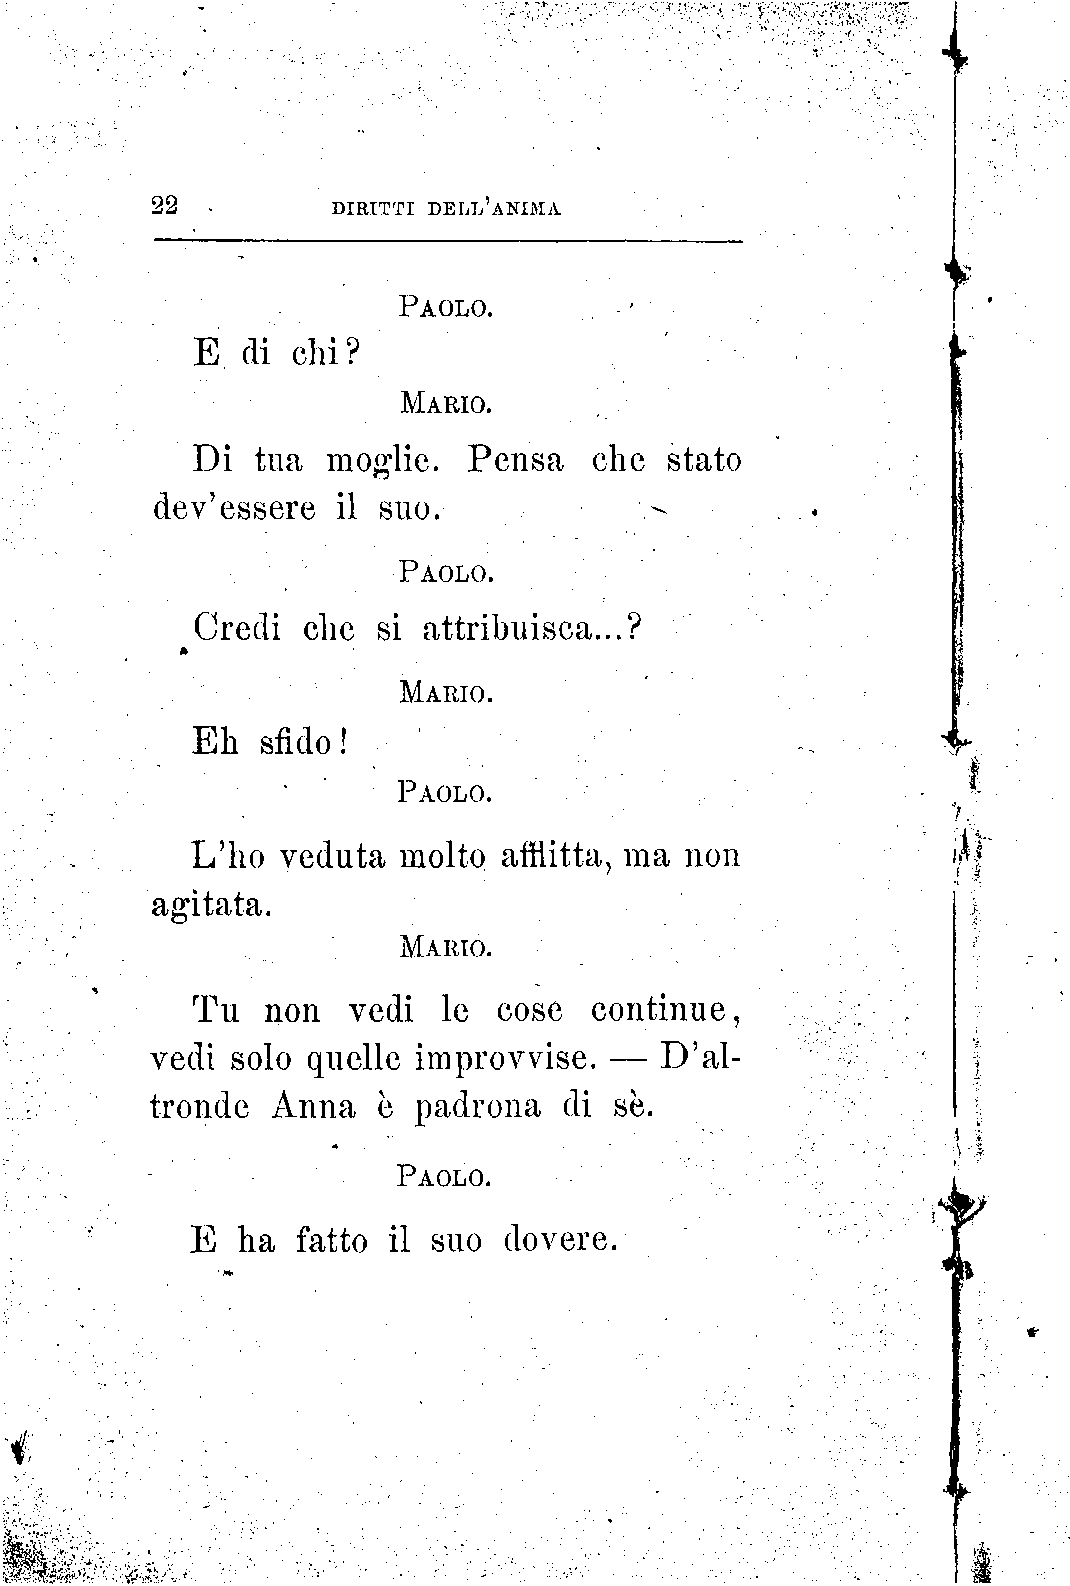 22 DIRITTI DELL'ANIMA
PAOLO.
E di chi?
MARIO.
Di tua moglie. Pensa che stato
dev'essere il suo.
PAOLO.
Credi che si attribuisca...?
MARIO.
Eh sfido!
PAOLO.
L'ho veduta molto afflitta, ma non
agitata.
MARIO.
Tu non vedi le cose continue,
vedi solo quelle improvvise. — D'al-
tronde Anna è padrona di sè.
PAOLO.
E ha fatto il suo dovere.